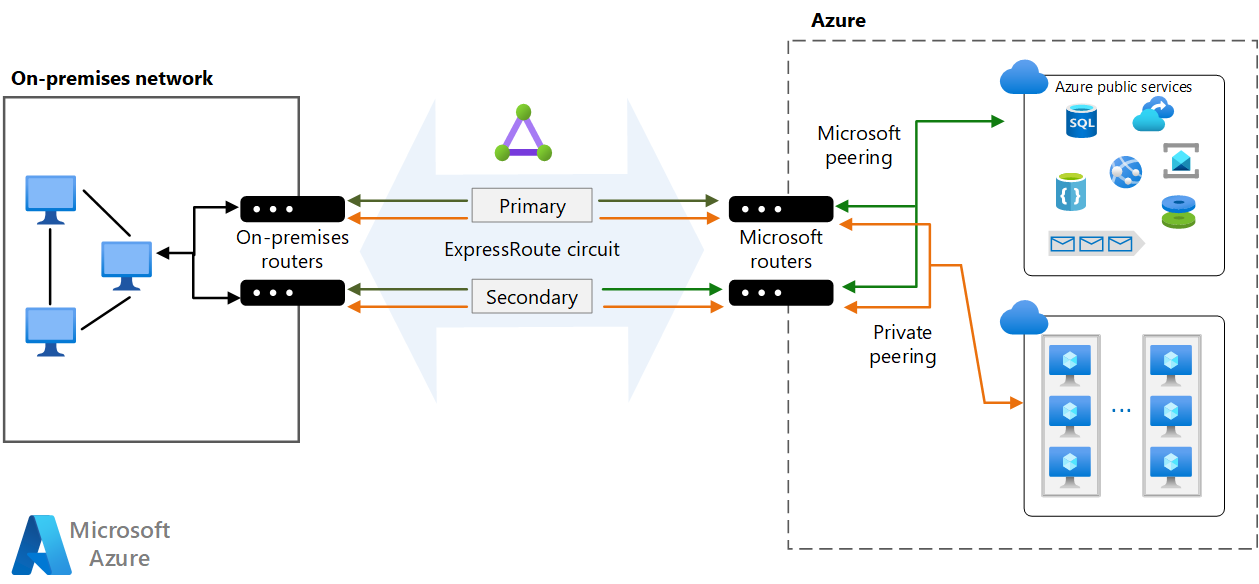 Azure
On-premises network
Azure public services
SQL
Microsoft
peering
Primary
On-premises
routers
ExpressRoute circuit
Microsoft
routers
Secondary
Private
peering
{ }
...
Microsoft
Azure